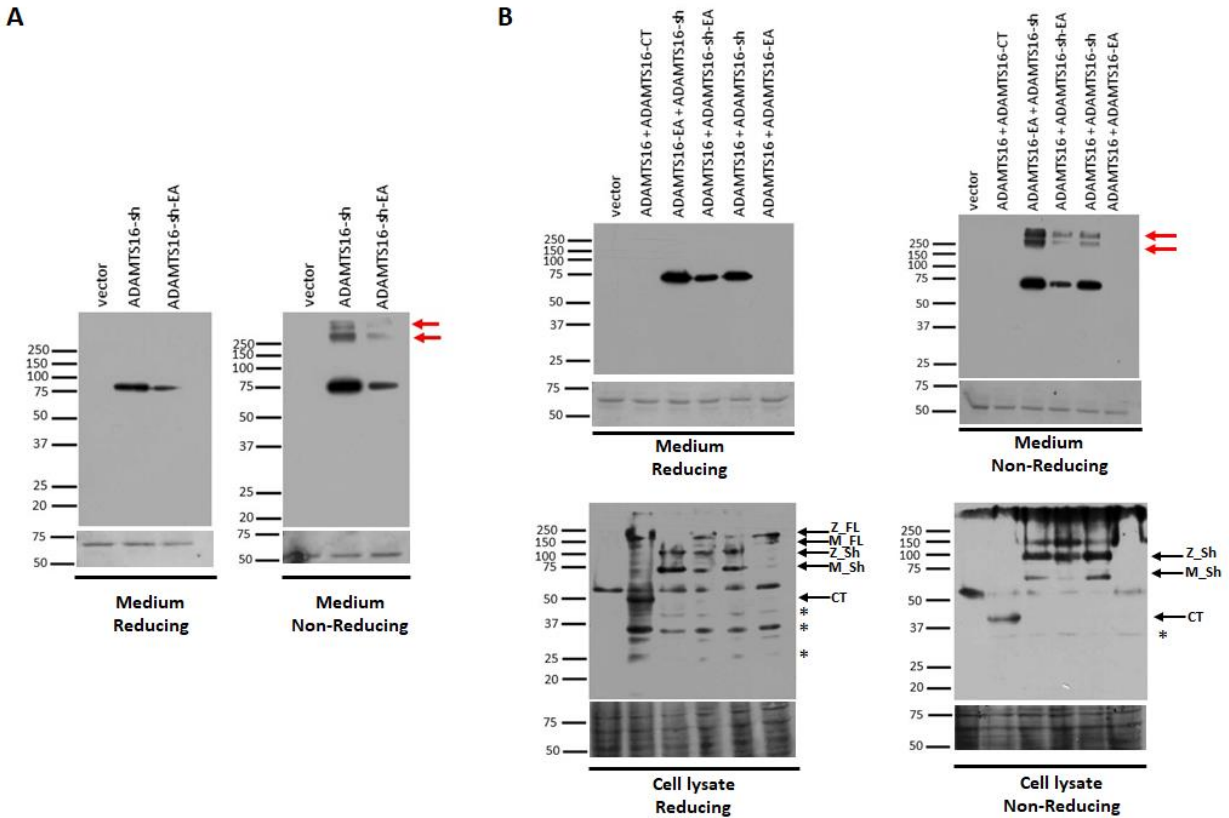 A
vector
ADAMTS16-sh
ADAMTS16-sh-EA
250
150
100
75
50
37
25
20
75
50
Medium
Reducing
vector
ADAMTS16-sh
ADAMTS16-sh-EA
250
150
100
75
50
37
25
20
75
50
Medium
Non-Reducing
B
vector
ADAMTS16 + ADAMTS16-CT
ADAMTS16-EA + ADAMTS16-sh
ADAMTS16 + ADAMTS16-sh-EA
ADAMTS16 + ADAMTS16-sh
ADAMTS16 + ADAMTS16-EA
250
150
100
75
50
37
25
75
50
Medium
Reducing
vector
ADAMTS16 + ADAMTS16-CT
ADAMTS16-EA + ADAMTS16-sh
ADAMTS16 + ADAMTS16-sh-EA
ADAMTS16 + ADAMTS16-sh
ADAMTS16 + ADAMTS16-EA
250
150
100
75
50
37
25
75
50
Medium
Non-Reducing
250
150
100
75
50
37
25
20
Z_FL
M_FL
Z_Sh
M_Sh
CT
*
*
*
75
50
Cell lysate
Reducing
250
150
100
75
50
37
25
20
Z_Sh
M_Sh
CT
*
75
50
Cell lysate
Non-Reducing